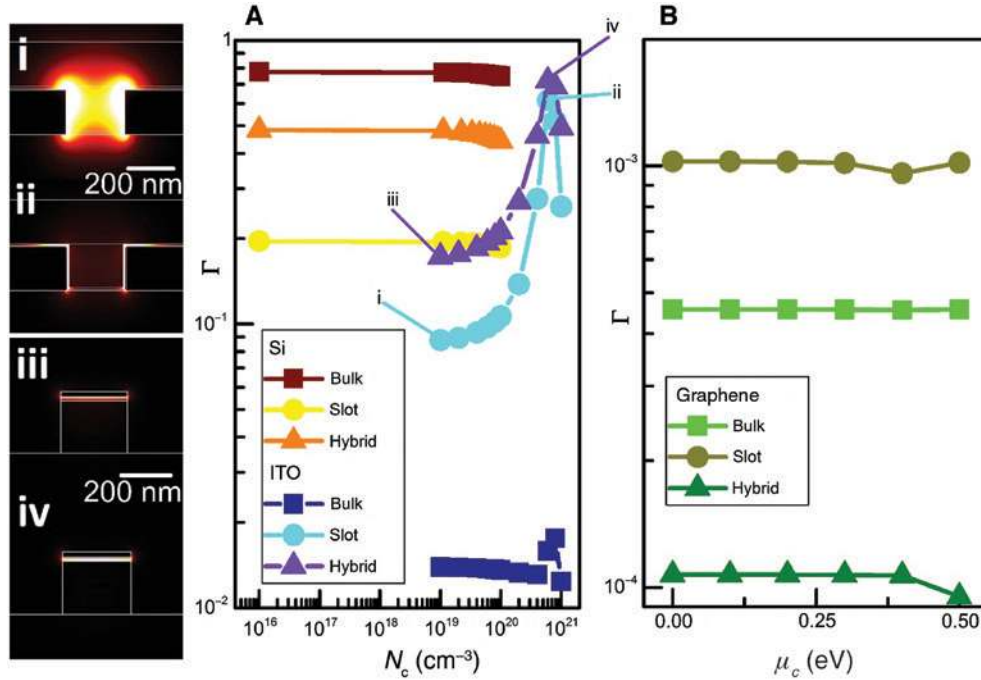 i
200 nm
ii
iii
200 nm
iv
A
1
Γ
10⁻¹
10⁻²
iv
ii
iii
i
Si
Bulk
Slot
Hybrid
ITO
Bulk
Slot
Hybrid
10¹⁶ 10¹⁷ 10¹⁸ 10¹⁹ 10²⁰ 10²¹
N_c (cm⁻³)
B
10⁻³
Γ
10⁻⁴
Graphene
Bulk
Slot
Hybrid
0.00 0.25 0.50
μ_c (eV)